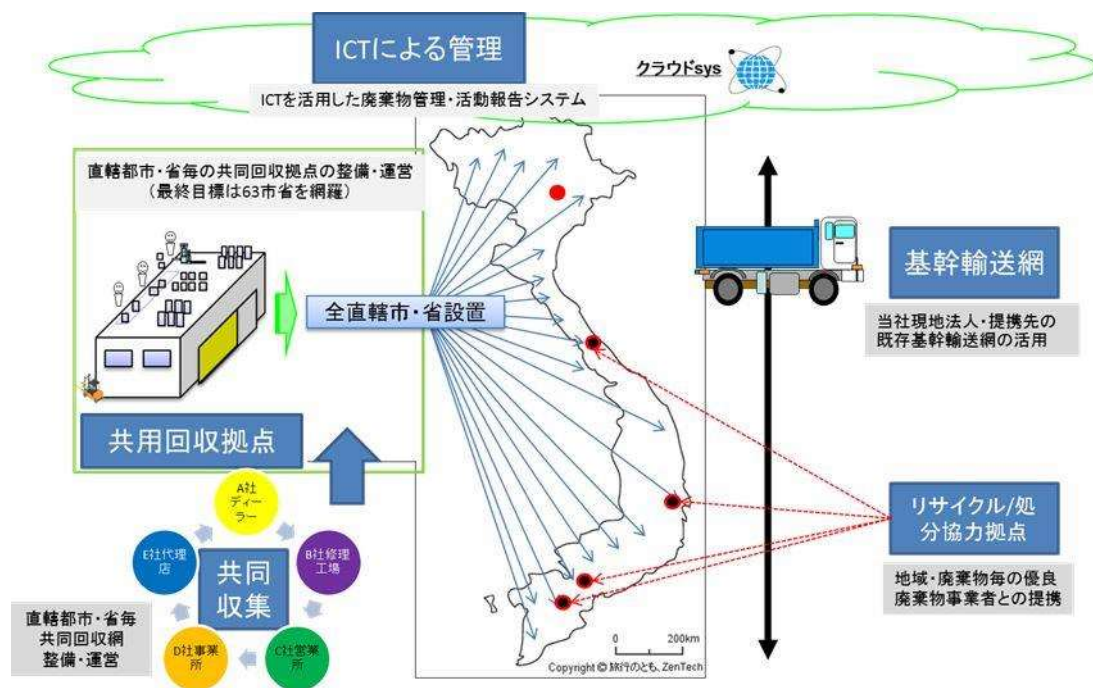 ICTによる管理
クラウドsys
ICTを活用した廃棄物管理・活動報告システム
直轄都市・省毎の共同回収拠点の整備・運営
(最終目標は63市省を網羅)
全直轄市・省設置
共用回収拠点
基幹輸送網
当社現地法人・提携先の
既存基幹輸送網の活用
A社
ディー
ラー
B社修理
工場
C社営業
所
D社事業
所
E社代理
店
共同
収集
直轄都市・省毎
共同回収網
整備・運営
リサイクル/処
分協力拠点
地域・廃棄物毎の優良
廃棄物事業者との提携
0 200km
Copyright © 旅行のとも、ZenTech